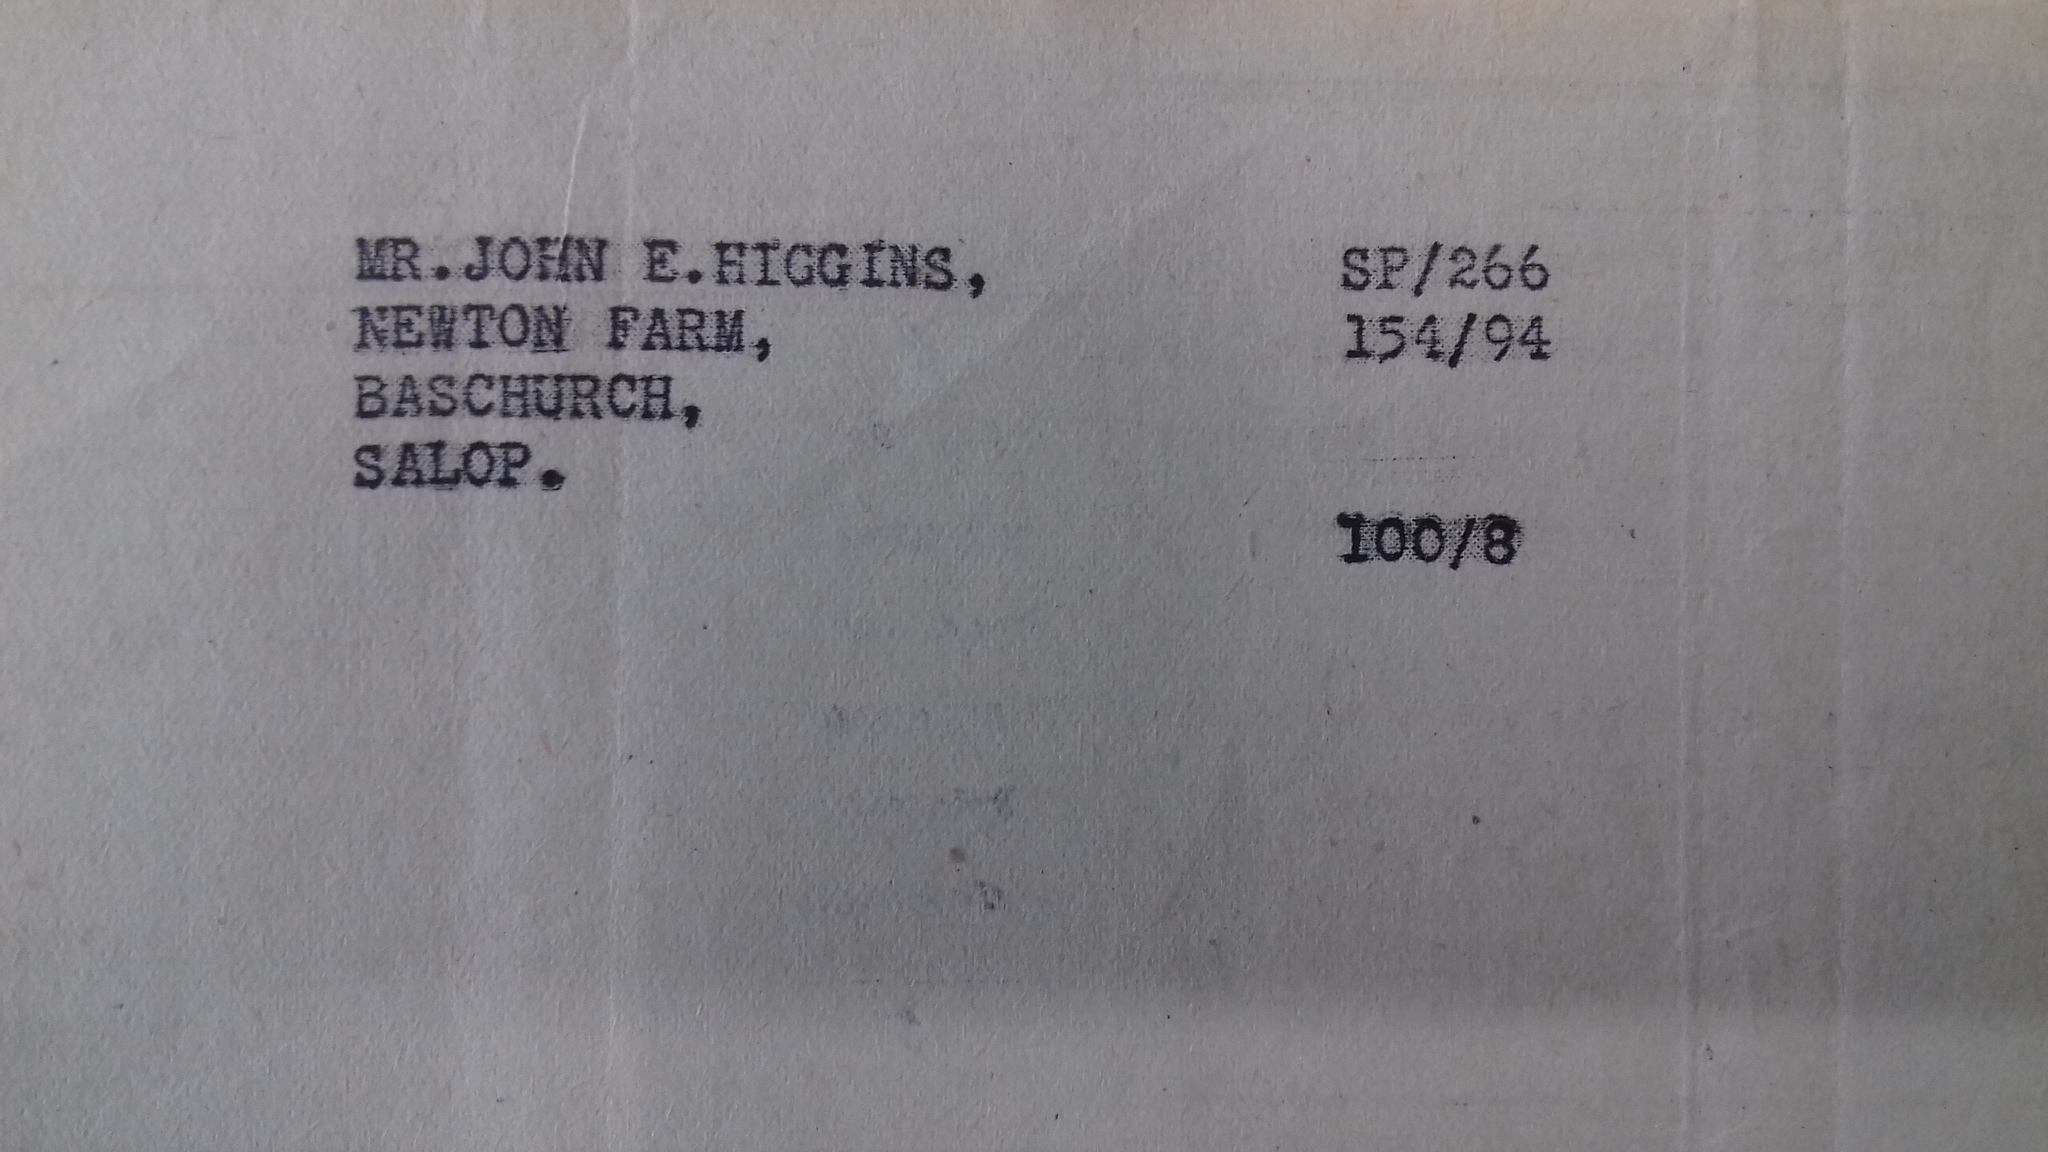 MR.JOHN E.HIGGINS,
NEWTON FARM,
BASCHURCH,
SALOP.
SP/266
154/94
100/8